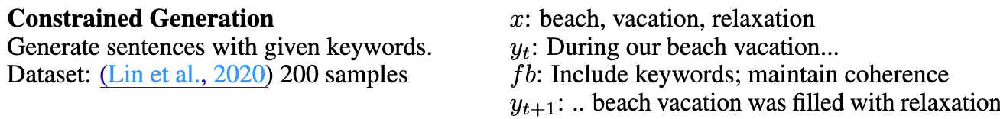 Constrained Generation
Generate sentences with given keywords.
Dataset: (Lin et al., 2020) 200 samples
x: beach, vacation, relaxation
y_t: During our beach vacation...
fb: Include keywords; maintain coherence
y_{t+1}: .. beach vacation was filled with relaxation